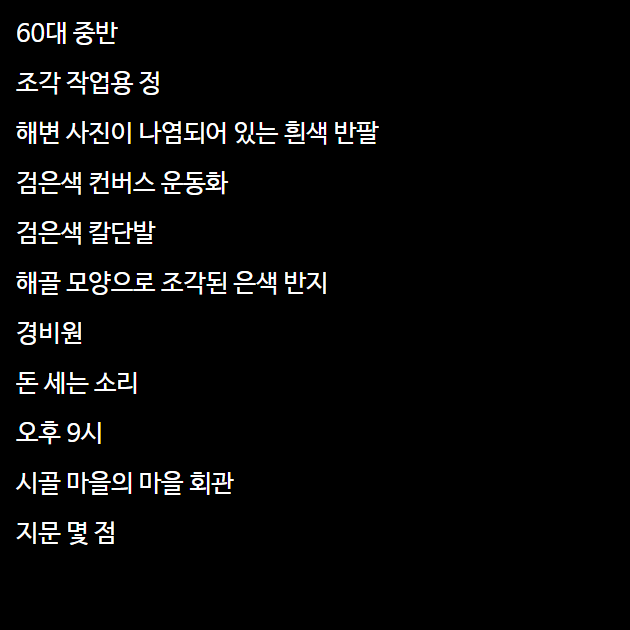 60대 중반
조각 작업용 정
해변 사진이 나염되어 있는 흰색 반팔
검은색 컨버스 운동화
검은색 칼단발
해골 모양으로 조각된 은색 반지
경비원
돈 세는 소리
오후 9시
시골 마을의 마을 회관
지문 몇 점